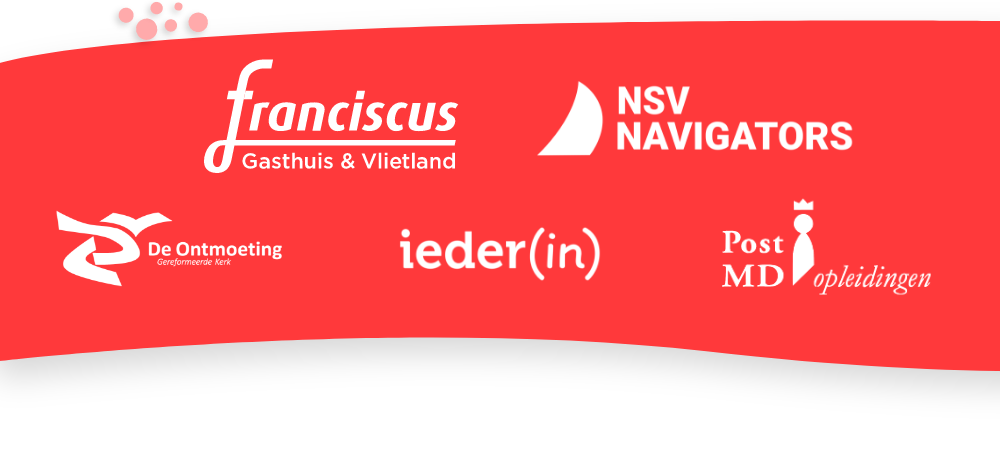 franciscus
Gasthuis & Vlietland
NSV
NAVIGATORS
De Ontmoeting
Gereformeerde Kerk
ieder(in)
Post
MD opleidingen